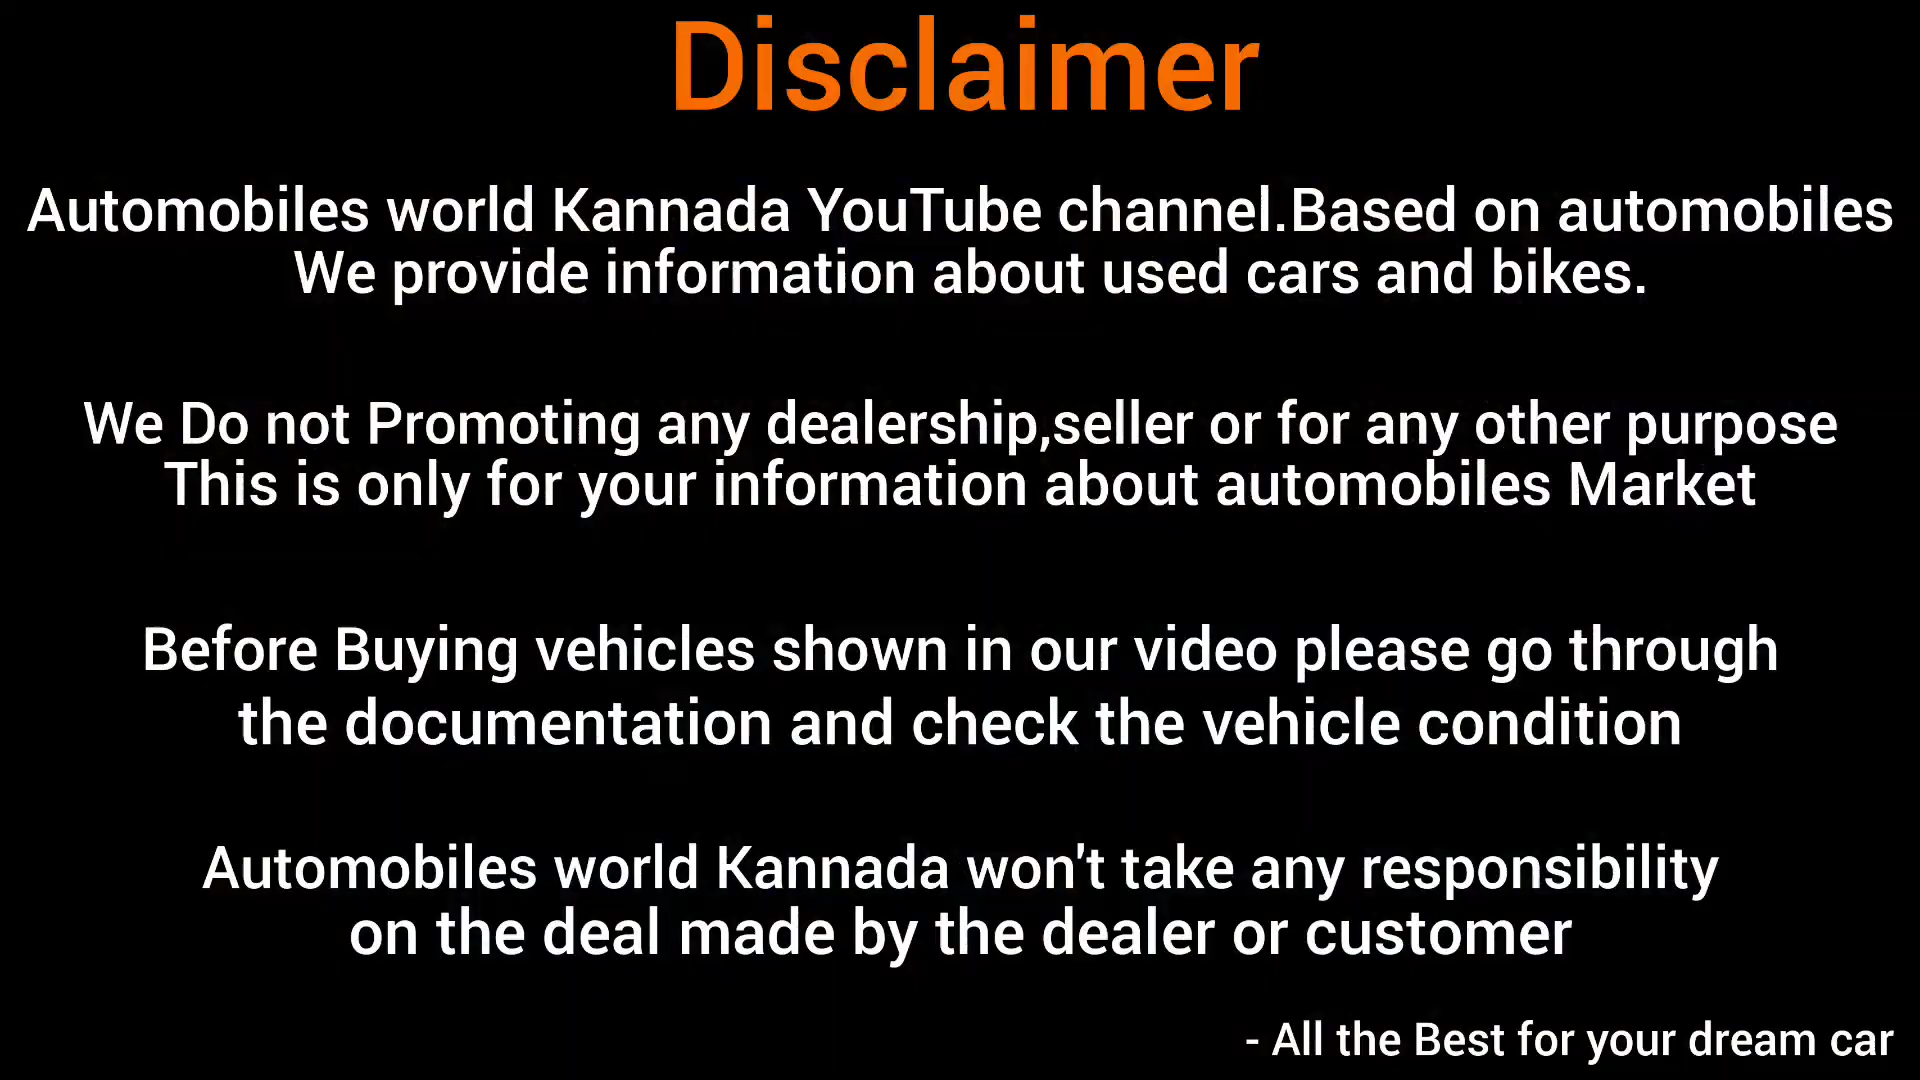 Disclaimer
Automobiles world Kannada YouTube channel.Based on automobiles
We provide information about used cars and bikes.
We Do not Promoting any dealership,seller or for any other purpose
This is only for your information about automobiles Market
Before Buying vehicles shown in our video please go through
the documentation and check the vehicle condition
Automobiles world Kannada won't take any responsibility
on the deal made by the dealer or customer
- All the Best for your dream car